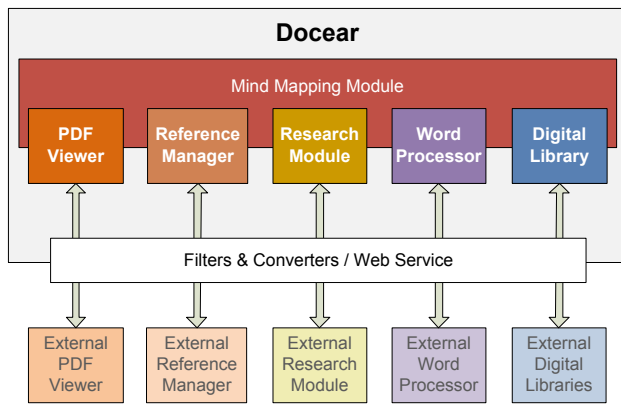 Docear
Mind Mapping Module
PDF
Viewer
Reference
Manager
Research
Module
Word
Processor
Digital
Library
Filters & Converters / Web Service
External
PDF
Viewer
External
Reference
Manager
External
Research
Module
External
Word
Processor
External
Digital
Libraries